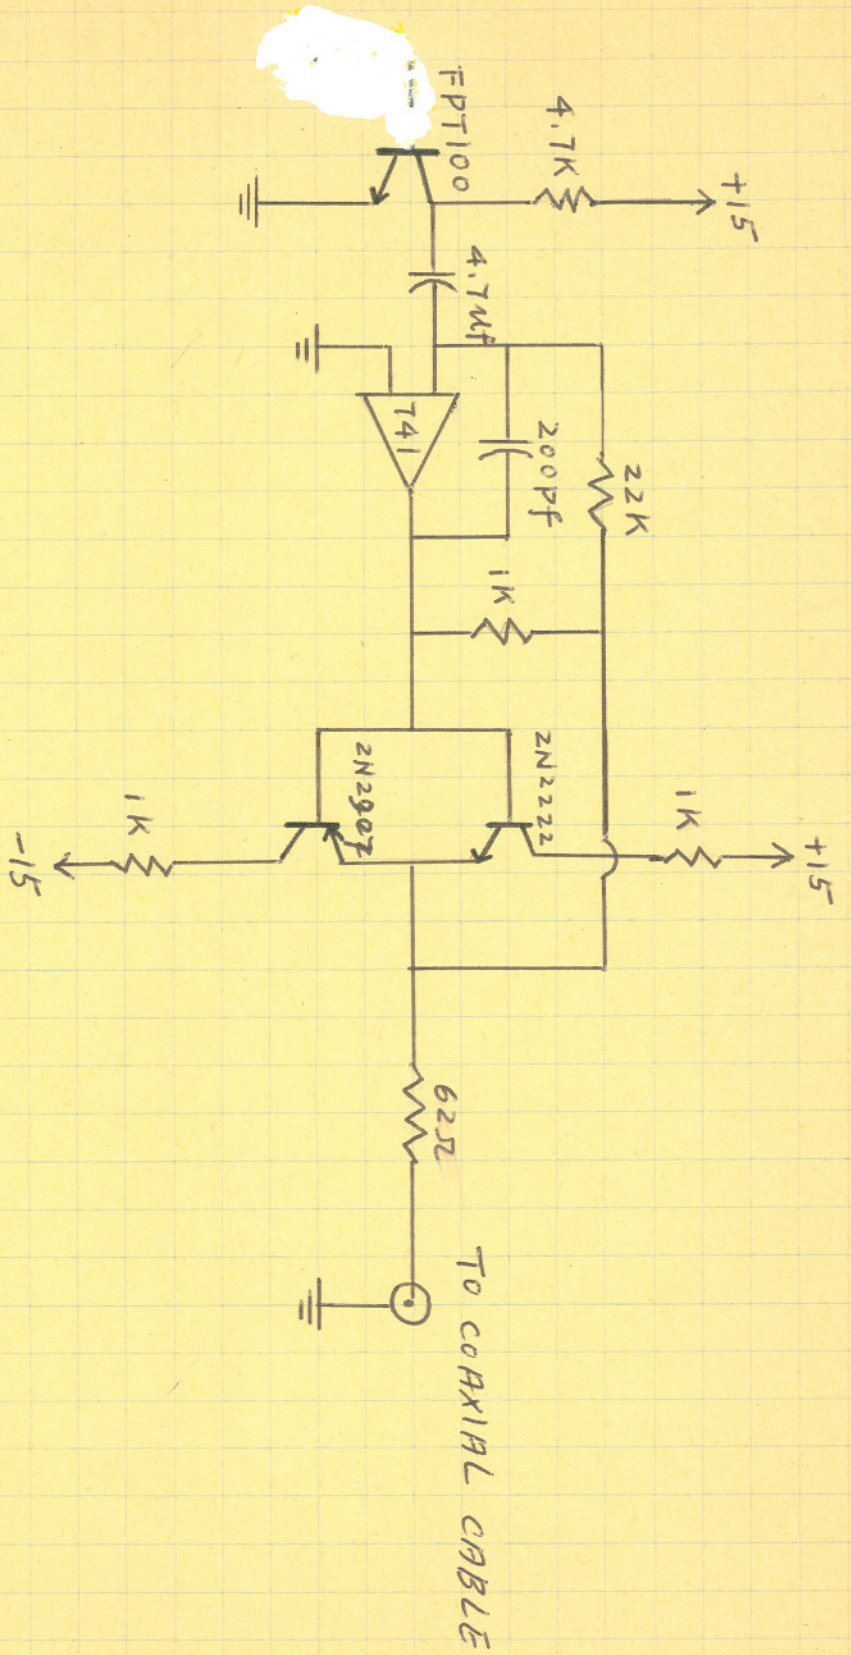 +15
4.7K
FPT100
4.7µf
741
200pf
22K
1K
2N2222
2N2907
1K
+15
1K
-15
62Ω
TO COAXIAL CABLE